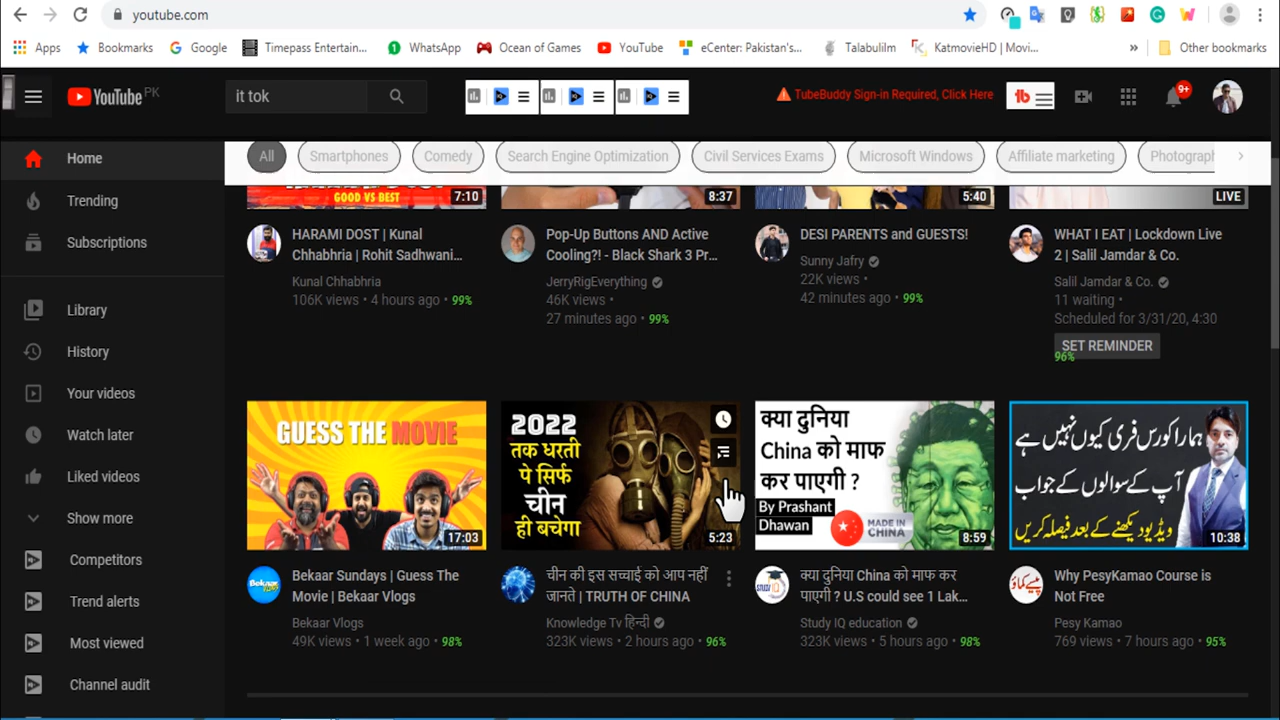 youtube.com
Apps Bookmarks Google Timepass Entertain... WhatsApp Ocean of Games YouTube eCenter: Pakistan's... Talabulilm KatmovieHD | Movi... » Other bookmarks
YouTube PK it tok TubeBuddy Sign-in Required, Click Here tb 9+
Home
Trending
Subscriptions
Library
History
Your videos
Watch later
Liked videos
Show more
Competitors
Trend alerts
Most viewed
Channel audit
All Smartphones Comedy Search Engine Optimization Civil Services Exams Microsoft Windows Affiliate marketing Photograph
GOOD VS BEST 7:10
8:37
5:40
LIVE
HARAMI DOST | Kunal
Chhabhria | Rohit Sadhwani...
Kunal Chhabhria
106K views • 4 hours ago • 99%
Pop-Up Buttons AND Active
Cooling?! - Black Shark 3 Pr...
JerryRigEverything
46K views •
27 minutes ago • 99%
DESI PARENTS and GUESTS!
Sunny Jafry
22K views •
42 minutes ago • 99%
WHAT I EAT | Lockdown Live
2 | Salil Jamdar & Co.
Salil Jamdar & Co.
11 waiting •
Scheduled for 3/31/20, 4:30
SET REMINDER
96%
GUESS THE MOVIE
17:03
2022
तक धरती
पे सिर्फ
चीन
ही बचेगा
5:23
क्या दुनिया
China को माफ
कर पाएगी ?
By Prashant
Dhawan
MADE IN
CHINA
8:59
ہمارا کورس فری کیوں نہیں ہے
آپ کے سوالوں کے جواب
ویڈیو دیکھنے کے بعد فیصلہ کریں
10:38
Bekaar Vlogs
Bekaar Sundays | Guess The
Movie | Bekaar Vlogs
Bekaar Vlogs
49K views • 1 week ago • 98%
चीन की इस सच्चाई को आप नहीं
जानते | TRUTH OF CHINA
Knowledge Tv हिन्दी
323K views • 2 hours ago • 96%
STUDY IQ
क्या दुनिया China को माफ कर
पाएगी ? U.S could see 1 Lak...
Study IQ education
323K views • 5 hours ago • 98%
پیسے کماؤ
Why PesyKamao Course is
Not Free
Pesy Kamao
769 views • 7 hours ago • 95%